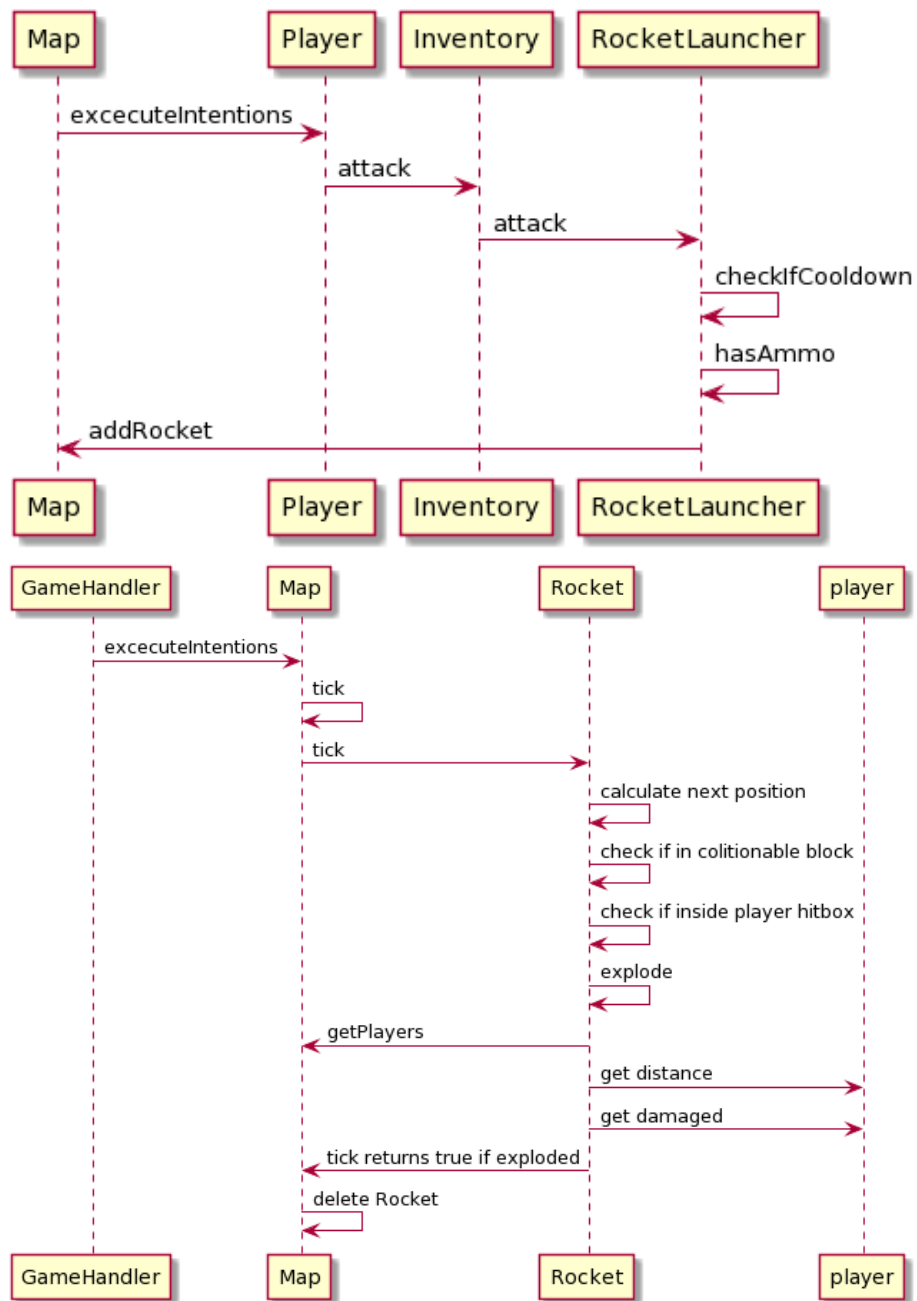 Map
Player
Inventory
RocketLauncher
excecuteIntentions
attack
attack
checkIfCooldown
hasAmmo
addRocket
Map
Player
Inventory
RocketLauncher
GameHandler
Map
Rocket
player
excecuteIntentions
tick
tick
calculate next position
check if in colitionable block
check if inside player hitbox
explode
getPlayers
get distance
get damaged
tick returns true if exploded
delete Rocket
GameHandler
Map
Rocket
player